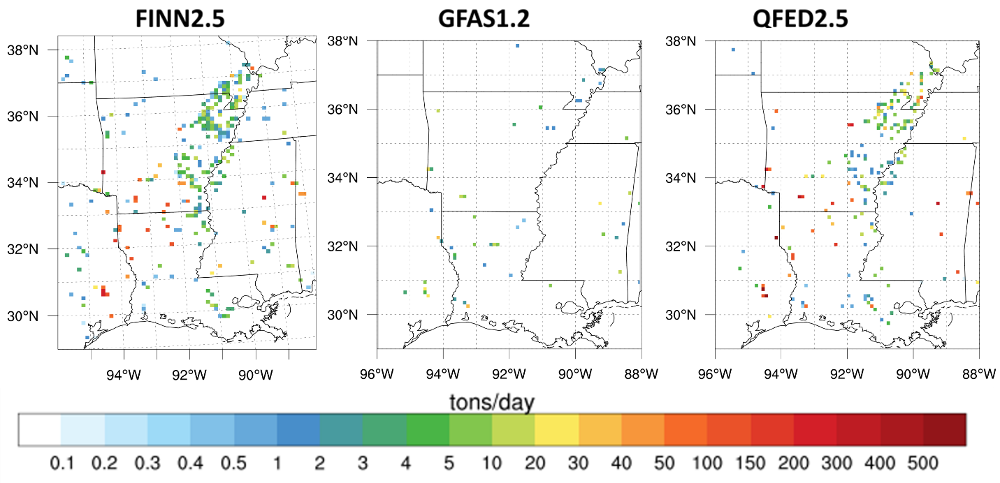 FINN2.5 GFAS1.2 QFED2.5
38°N 38°N 38°N
36°N 36°N 36°N
34°N 34°N 34°N
32°N 32°N 32°N
30°N 30°N 30°N
94°W 92°W 90°W 96°W 94°W 92°W 90°W 88°W 96°W 94°W 92°W 90°W 88°W
tons/day
0.1 0.2 0.3 0.4 0.5 1 2 3 4 5 10 20 30 40 50 100 150 200 300 400 500